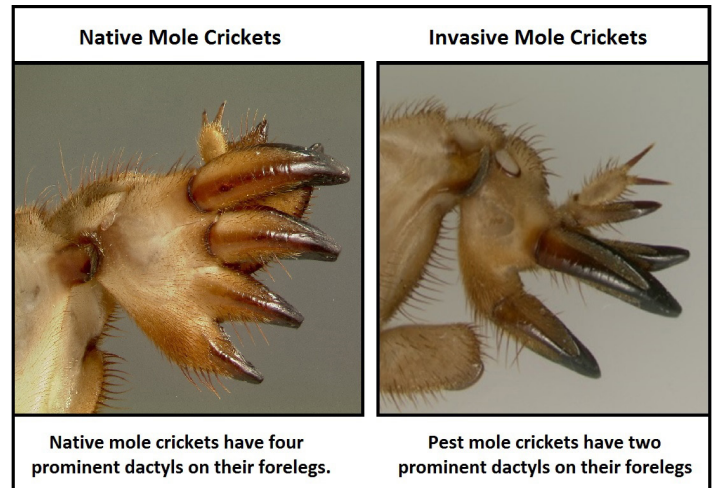 Native Mole Crickets
Invasive Mole Crickets
Native mole crickets have four
prominent dactyls on their forelegs.
Pest mole crickets have two
prominent dactyls on their forelegs